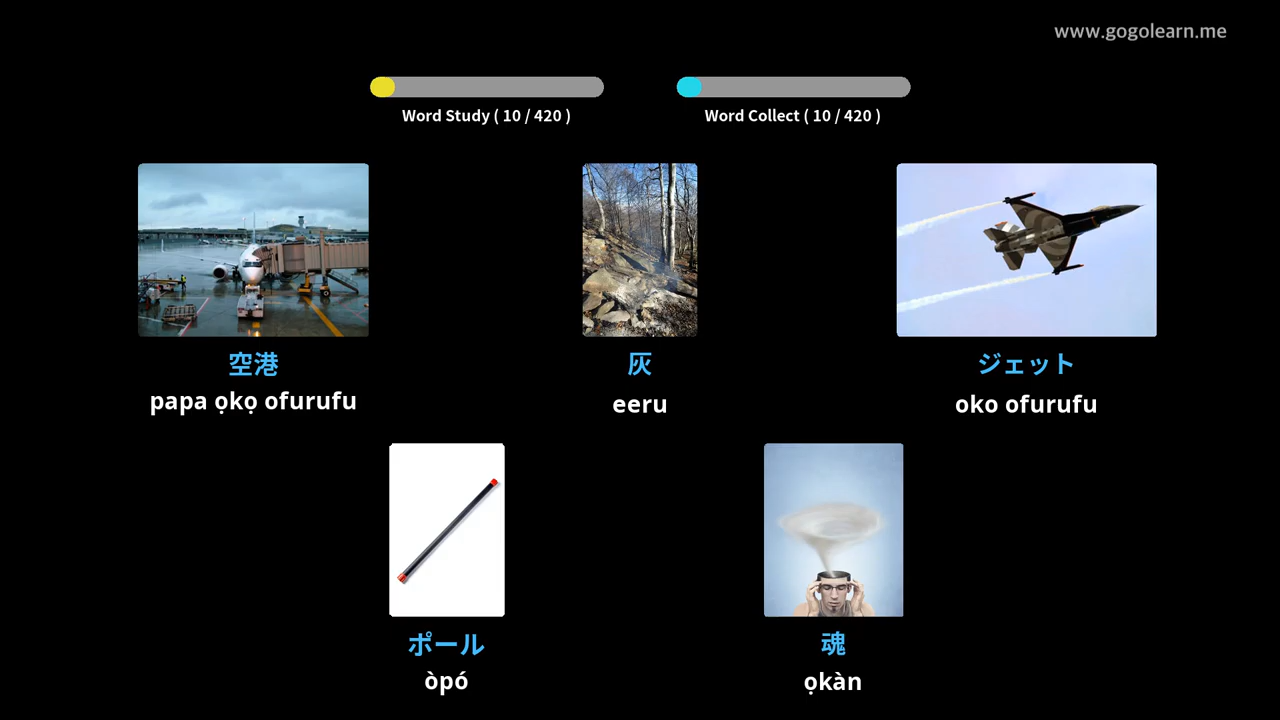 www.gogolearn.me
Word Study ( 10 / 420 )
Word Collect ( 10 / 420 )
空港
papa ọkọ ofurufu
灰
eeru
ジェット
oko ofurufu
ポール
òpó
魂
ọkàn